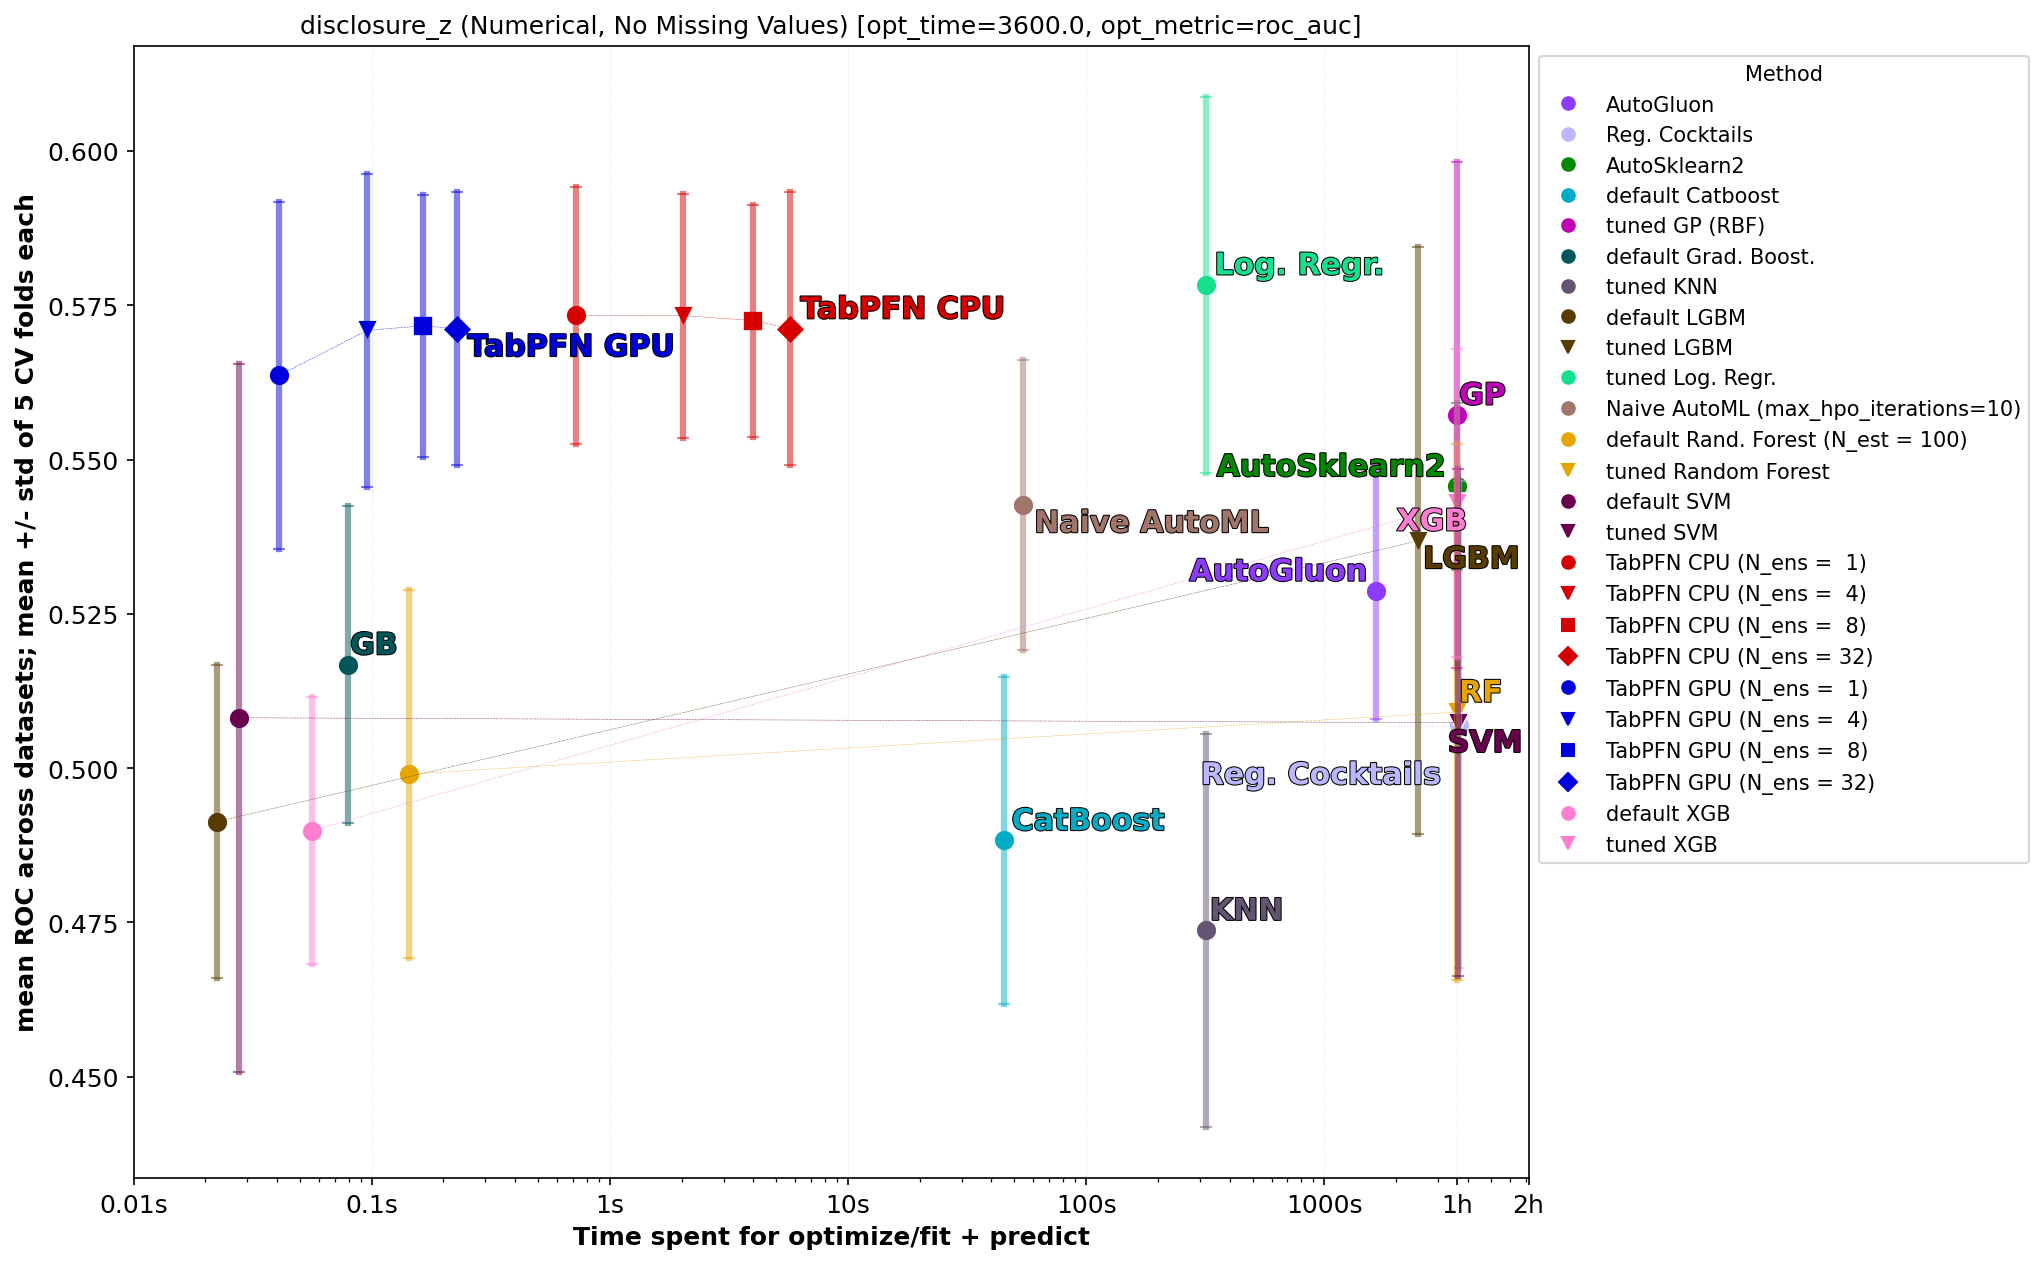 disclosure_z (Numerical, No Missing Values) [opt_time=3600.0, opt_metric=roc_auc]
mean ROC across datasets; mean +/- std of 5 CV folds each
0.600
0.575
0.550
0.525
0.500
0.475
0.450
Log. Regr.
TabPFN CPU
TabPFN GPU
GP
AutoSklearn2
XGB
Naive AutoML
LGBM
AutoGluon
GB
RF
SVM
Reg. Cocktails
CatBoost
KNN
0.01s
0.1s
1s
10s
100s
1000s
1h
2h
Time spent for optimize/fit + predict
Method
AutoGluon
Reg. Cocktails
AutoSklearn2
default Catboost
tuned GP (RBF)
default Grad. Boost.
tuned KNN
default LGBM
tuned LGBM
tuned Log. Regr.
Naive AutoML (max_hpo_iterations=10)
default Rand. Forest (N_est = 100)
tuned Random Forest
default SVM
tuned SVM
TabPFN CPU (N_ens =  1)
TabPFN CPU (N_ens =  4)
TabPFN CPU (N_ens =  8)
TabPFN CPU (N_ens = 32)
TabPFN GPU (N_ens =  1)
TabPFN GPU (N_ens =  4)
TabPFN GPU (N_ens =  8)
TabPFN GPU (N_ens = 32)
default XGB
tuned XGB